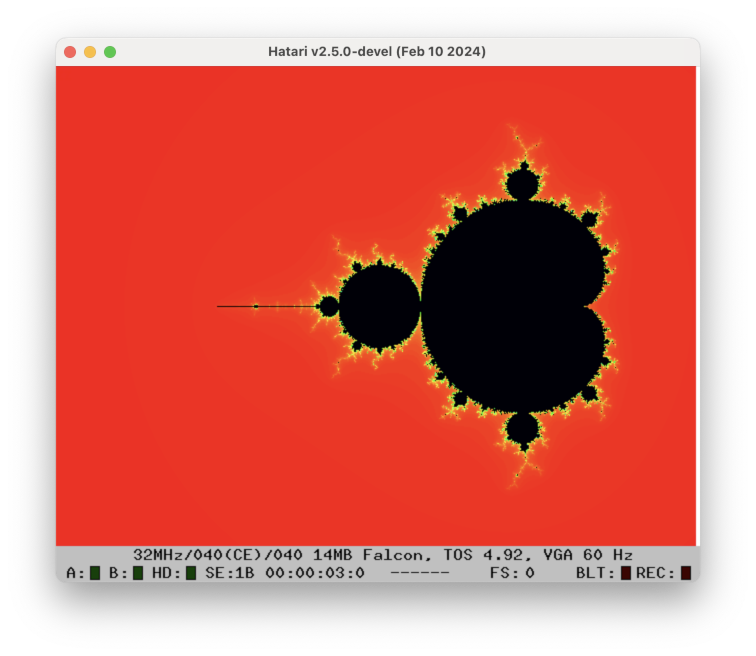 Hatari v2.5.0-devel (Feb 10 2024)
32MHz/040(CE)/040 14MB Falcon, TOS 4.92, VGA 60 Hz
A: B: HD: SE:1B 00:00:03:0 ------ FS: 0 BLT: REC: